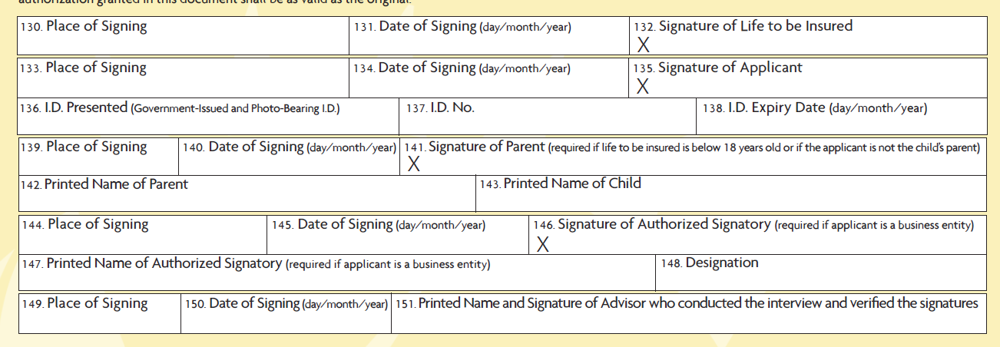 authorization granted in this document shall be as valid as the original.
130. Place of Signing
131. Date of Signing (day/month/year)
132. Signature of Life to be Insured
X
133. Place of Signing
134. Date of Signing (day/month/year)
135. Signature of Applicant
X
136. I.D. Presented (Government-Issued and Photo-Bearing I.D.)
137. I.D. No.
138. I.D. Expiry Date (day/month/year)
139. Place of Signing
140. Date of Signing (day/month/year)
141. Signature of Parent (required if life to be insured is below 18 years old or if the applicant is not the child's parent)
X
142. Printed Name of Parent
143. Printed Name of Child
144. Place of Signing
145. Date of Signing (day/month/year)
146. Signature of Authorized Signatory (required if applicant is a business entity)
X
147. Printed Name of Authorized Signatory (required if applicant is a business entity)
148. Designation
149. Place of Signing
150. Date of Signing (day/month/year)
151. Printed Name and Signature of Advisor who conducted the interview and verified the signatures